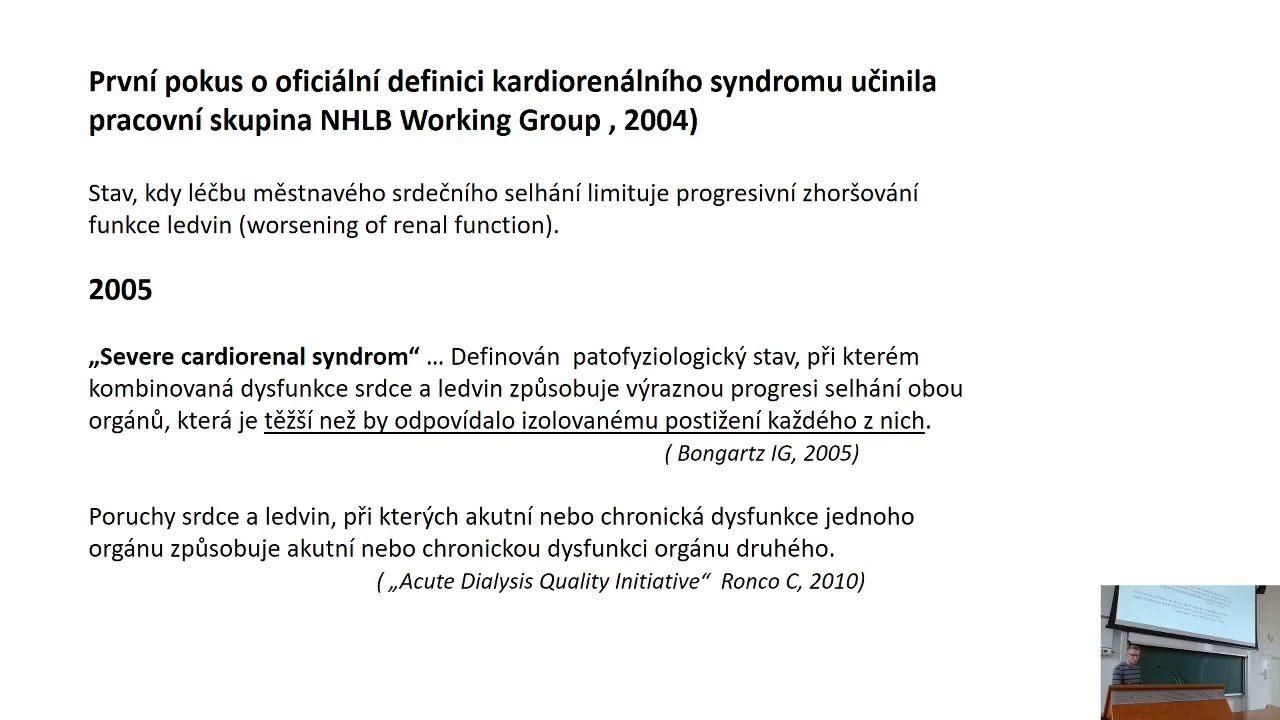 První pokus o oficiální definici kardiorenálního syndromu učinila
pracovní skupina NHLB Working Group , 2004)
Stav, kdy léčbu městnavého srdečního selhání limituje progresivní zhoršování
funkce ledvin (worsening of renal function).
2005
„Severe cardiorenal syndrom“ … Definován  patofyziologický stav, při kterém
kombinovaná dysfunkce srdce a ledvin způsobuje výraznou progresi selhání obou
orgánů, která je těžší než by odpovídalo izolovanému postižení každého z nich.
( Bongartz IG, 2005)
Poruchy srdce a ledvin, při kterých akutní nebo chronická dysfunkce jednoho
orgánu způsobuje akutní nebo chronickou dysfunkci orgánu druhého.
( „Acute Dialysis Quality Initiative“  Ronco C, 2010)